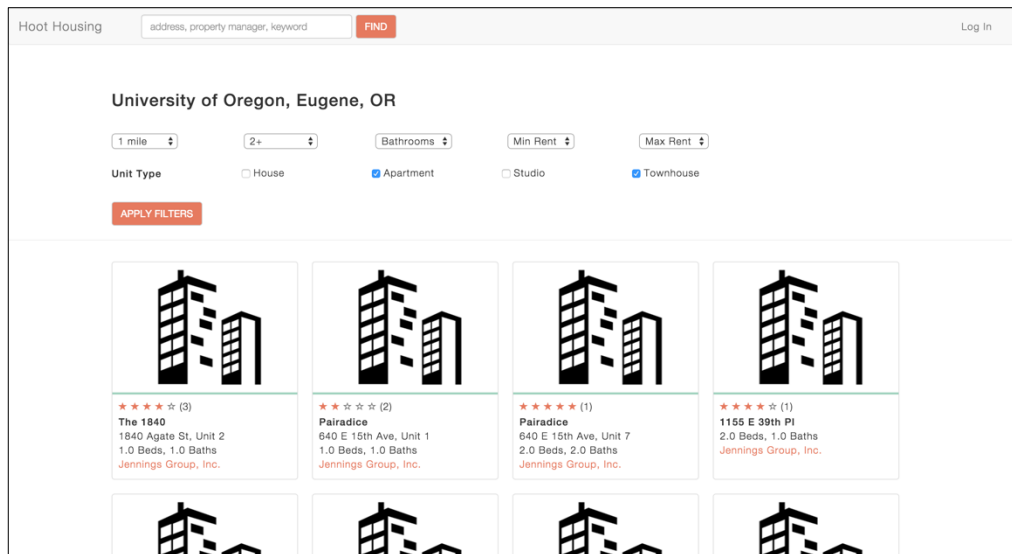 Hoot Housing address, property manager, keyword FIND Log In
University of Oregon, Eugene, OR
1 mile 2+ Bathrooms Min Rent Max Rent
Unit Type House Apartment Studio Townhouse
APPLY FILTERS
★★★★☆ (3)
The 1840
1840 Agate St, Unit 2
1.0 Beds, 1.0 Baths
Jennings Group, Inc.
★★☆☆☆ (2)
Pairadice
640 E 15th Ave, Unit 1
1.0 Beds, 1.0 Baths
Jennings Group, Inc.
★★★★★ (1)
Pairadice
640 E 15th Ave, Unit 7
2.0 Beds, 2.0 Baths
Jennings Group, Inc.
★★★★☆ (1)
1155 E 39th Pl
2.0 Beds, 1.0 Baths
Jennings Group, Inc.